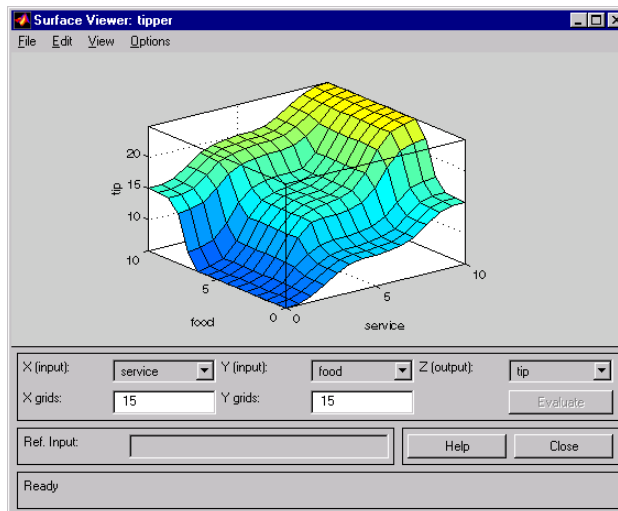 Surface Viewer: tipper
File Edit View Options
20
15
10
tip
10
5
0
food
0
5
10
service
X (input): service Y (input): food Z (output): tip
X grids: 15 Y grids: 15 Evaluate
Ref. Input: Help Close
Ready